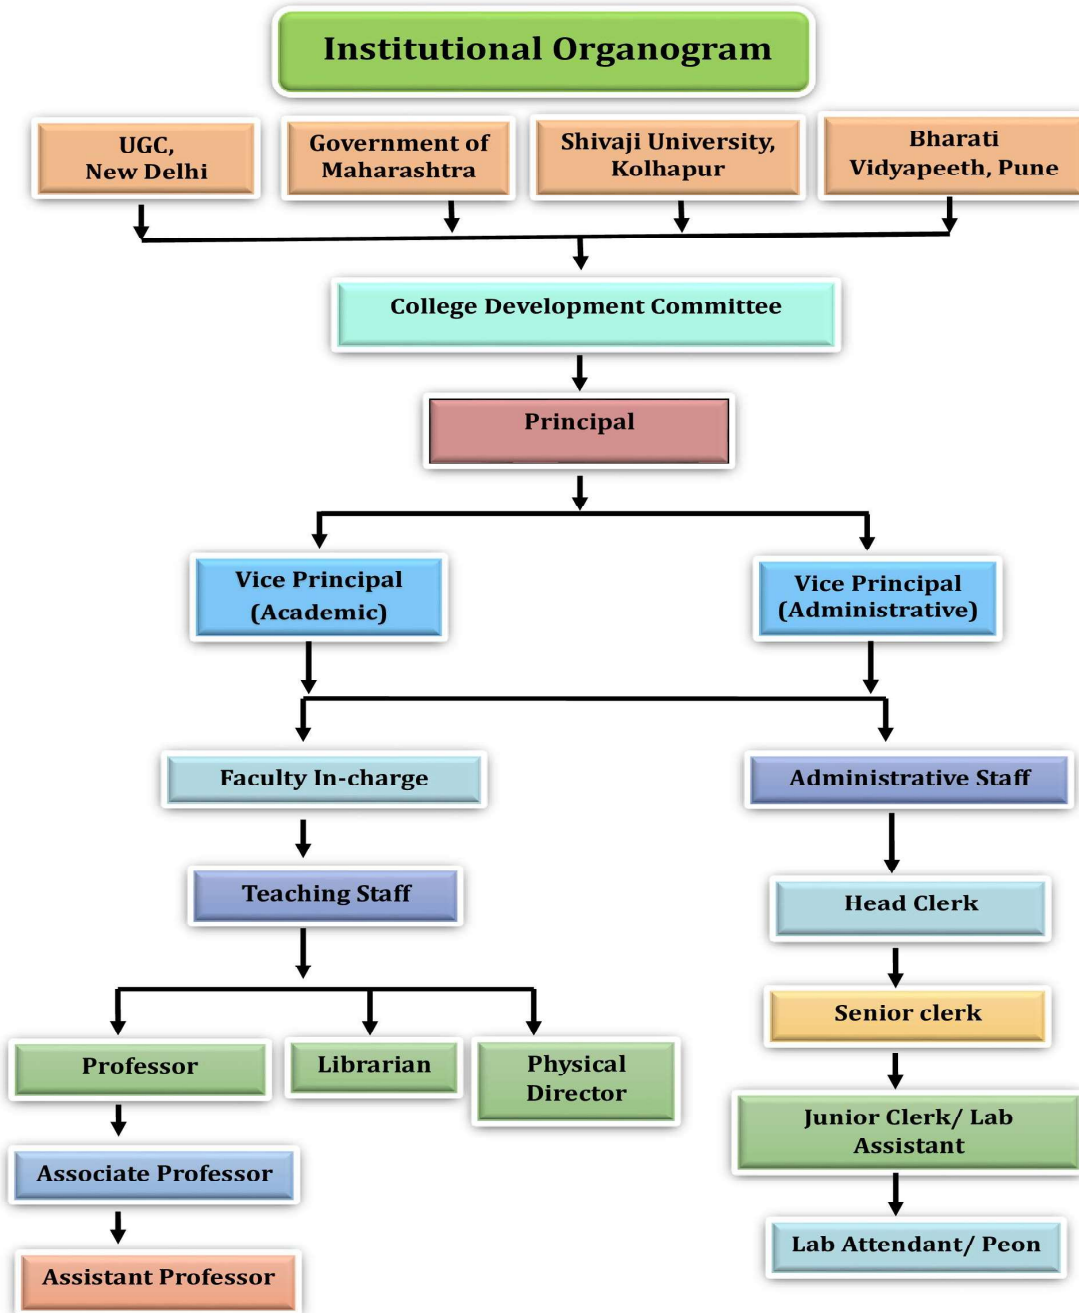 Institutional Organogram
UGC,
New Delhi
Government of
Maharashtra
Shivaji University,
Kolhapur
Bharati
Vidyapeeth, Pune
College Development Committee
Principal
Vice Principal
(Academic)
Vice Principal
(Administrative)
Faculty In-charge
Administrative Staff
Teaching Staff
Head Clerk
Senior clerk
Professor
Librarian
Physical
Director
Junior Clerk/ Lab
Assistant
Associate Professor
Lab Attendant/ Peon
Assistant Professor